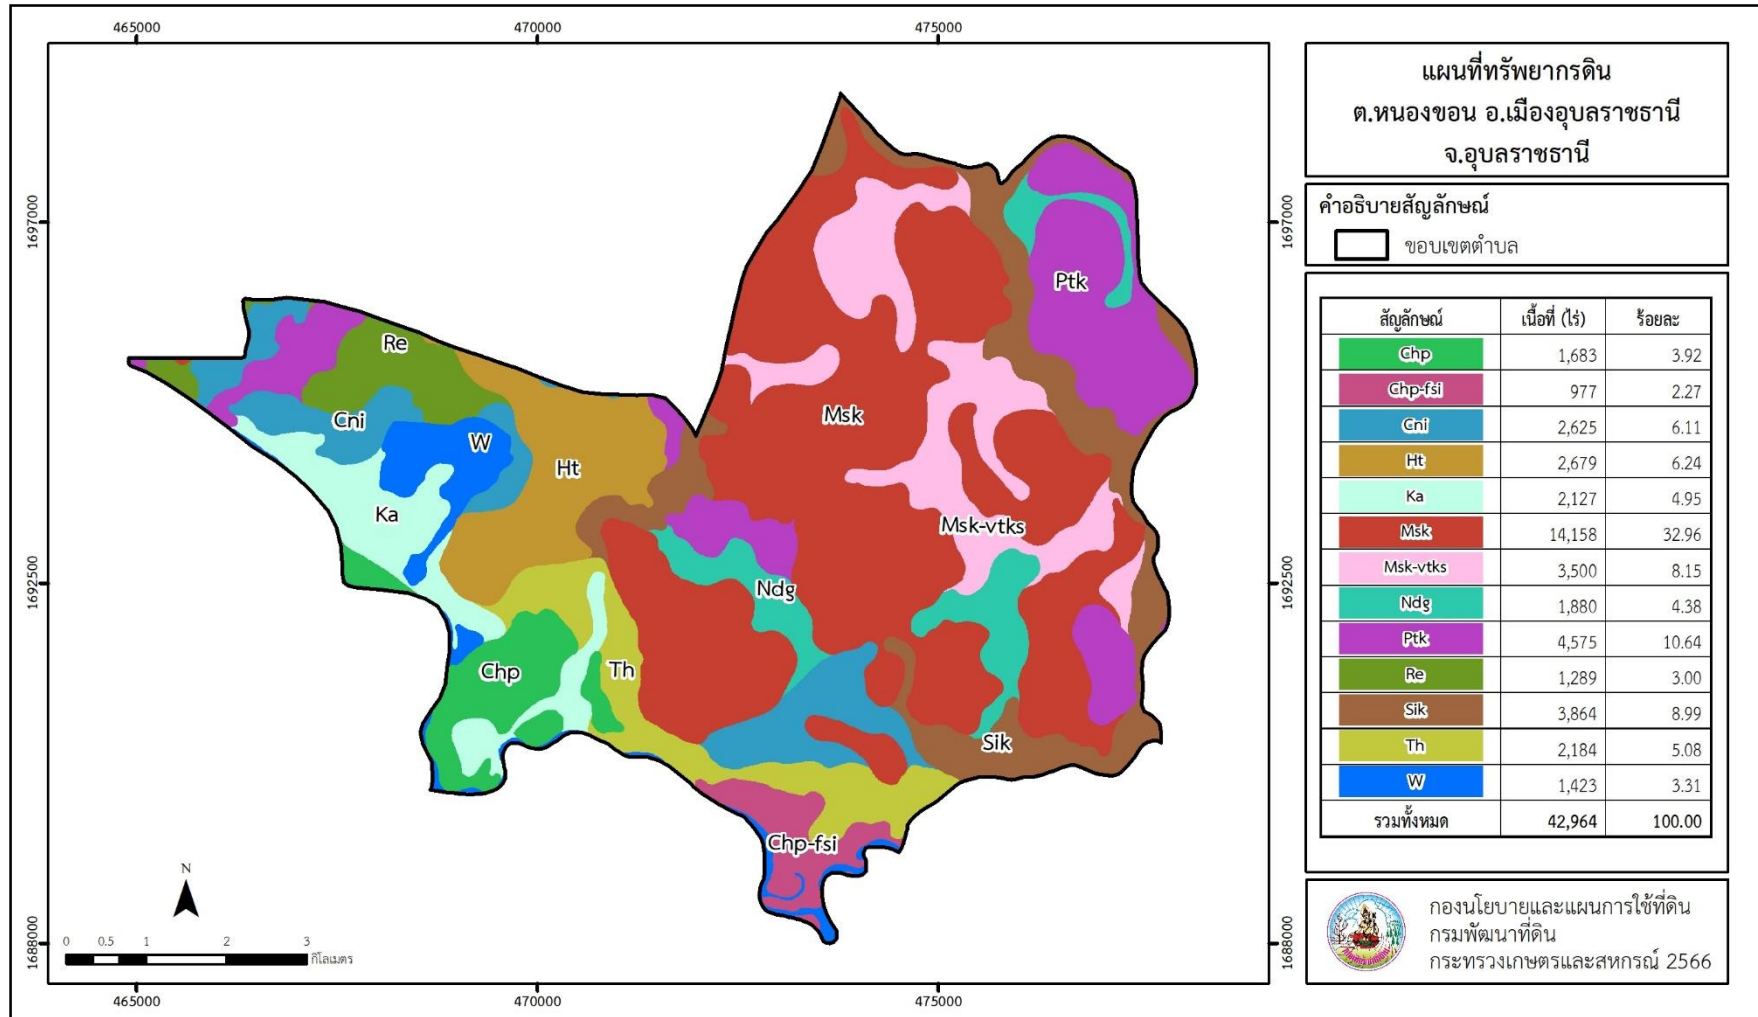 465000 470000 475000
แผนที่ทรัพยากรดิน
ต.หนองขอน อ.เมืองอุบลราชธานี
จ.อุบลราชธานี
คำอธิบายสัญลักษณ์
ขอบเขตตำบล
1697000 1697000
Ptk
Re
Msk
Cni
W
Ht
Ka
Msk-vtks
1692500 1692500
Ndg
Chp
Th
Sik
Chp-fsi
1688000 1688000
สัญลักษณ์ เนื้อที่ (ไร่) ร้อยละ
Chp 1,683 3.92
Chp-fsi 977 2.27
Cni 2,625 6.11
Ht 2,679 6.24
Ka 2,127 4.95
Msk 14,158 32.96
Msk-vtks 3,500 8.15
Ndg 1,880 4.38
Ptk 4,575 10.64
Re 1,289 3.00
Sik 3,864 8.99
Th 2,184 5.08
W 1,423 3.31
รวมทั้งหมด 42,964 100.00
N
0 0.5 1 2 3
กิโลเมตร
กองนโยบายและแผนการใช้ที่ดิน
กรมพัฒนาที่ดิน
กระทรวงเกษตรและสหกรณ์ 2566
465000 470000 475000